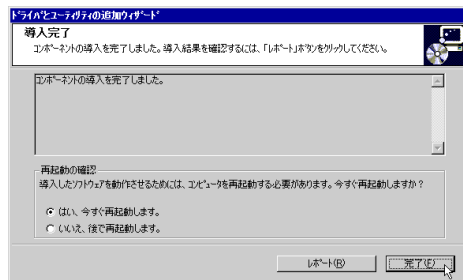 ﾄﾞﾗｲﾊﾞとﾕｰﾃｨﾘﾃｨの追加ｳｨｻﾞｰﾄﾞ
導入完了
ｺﾝﾎﾟｰﾈﾝﾄの導入を完了しました。導入結果を確認するには、「ﾚﾎﾟｰﾄ」ﾎﾞﾀﾝをｸﾘｯｸしてください。
ｺﾝﾎﾟｰﾈﾝﾄの導入を完了しました。
再起動の確認
導入したｿﾌﾄｳｪｱを動作させるためには、ｺﾝﾋﾟｭｰﾀを再起動する必要があります。今すぐ再起動しますか？
はい、今すぐ再起動します。
いいえ、後で再起動します。
ﾚﾎﾟｰﾄ(R)
完了(F)